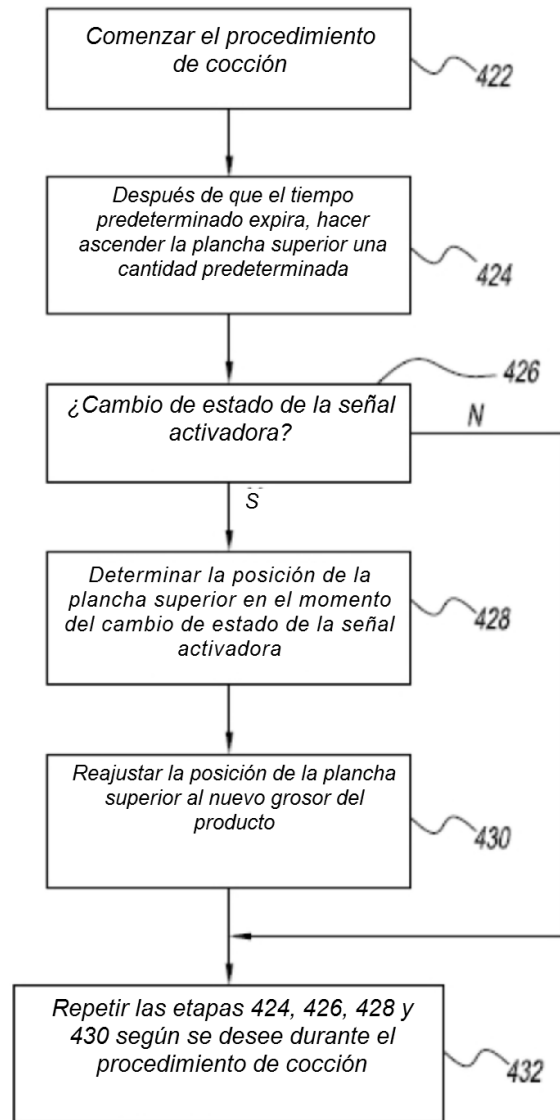 Comenzar el procedimiento
de cocción
422
Después de que el tiempo
predeterminado expira, hacer
ascender la plancha superior una
cantidad predeterminada
424
426
¿Cambio de estado de la señal
activadora?
N
S
Determinar la posición de la
plancha superior en el momento
del cambio de estado de la señal
activadora
428
Reajustar la posición de la plancha
superior al nuevo grosor del
producto
430
Repetir las etapas 424, 426, 428 y
430 según se desee durante el
procedimiento de cocción
432